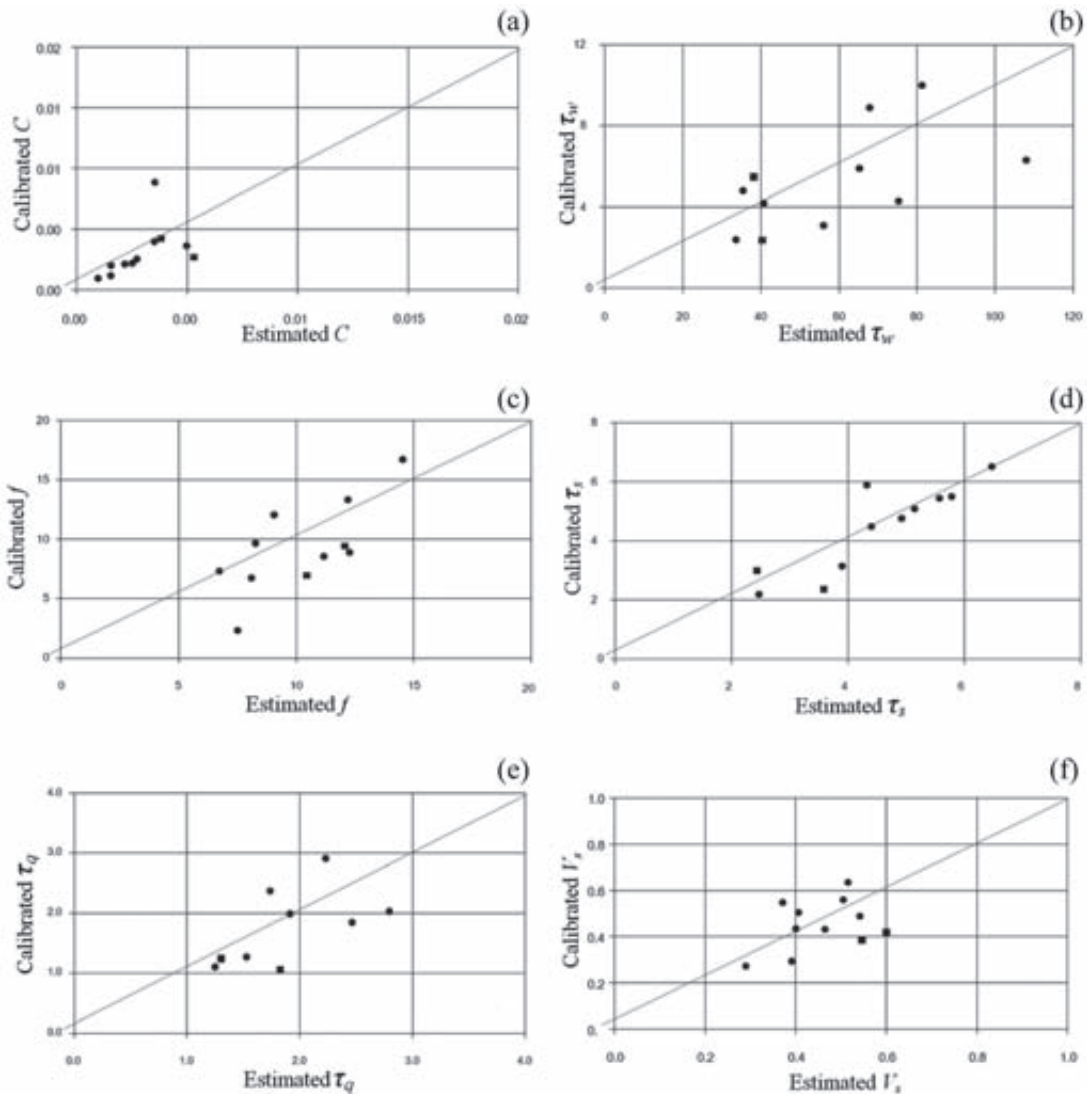 (a)
0.02
0.01
0.01
0.00
0.00
Calibrated C
0.00 0.00 0.01 0.015 0.02
Estimated C
(b)
12
8
4
0
Calibrated τw
0 20 40 60 80 100 120
Estimated τw
(c)
20
15
10
5
0
Calibrated f
0 5 10 15 20
Estimated f
(d)
8
6
4
2
0
Calibrated τs
0 2 4 6 8
Estimated τs
(e)
4.0
3.0
2.0
1.0
0.0
Calibrated τQ
0.0 1.0 2.0 3.0 4.0
Estimated τQ
(f)
1.0
0.8
0.6
0.4
0.2
0.
Calibrated Vs
0.0 0.2 0.4 0.6 0.8 1.0
Estimated Vs